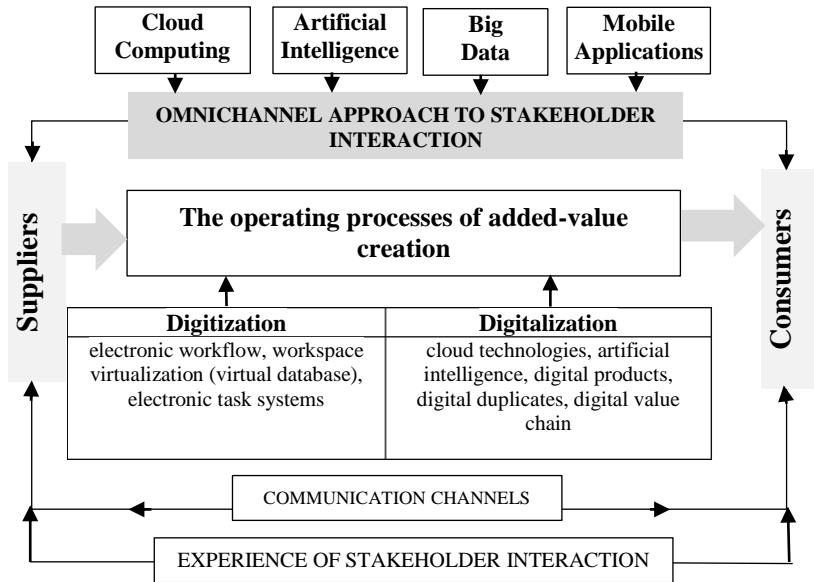 Cloud
Computing
Artificial
Intelligence
Big
Data
Mobile
Applications
OMNICHANNEL APPROACH TO STAKEHOLDER
INTERACTION
Suppliers
The operating processes of added-value
creation
Consumers
Digitization
electronic workflow, workspace
virtualization (virtual database),
electronic task systems
Digitalization
cloud technologies, artificial
intelligence, digital products,
digital duplicates, digital value
chain
COMMUNICATION CHANNELS
EXPERIENCE OF STAKEHOLDER INTERACTION